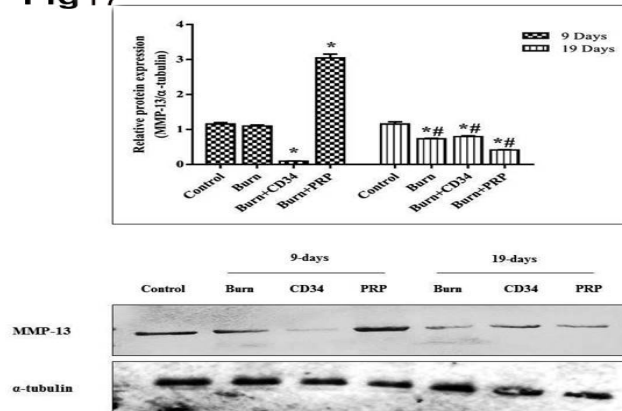 9 Days
19 Days
Relative protein expression
(MMP-13/α-tubulin)
4
3
2
1
0
*
*
*#
*#
*#
Control
Burn
Burn+CD34
Burn+PRP
Control
Burn
Burn+CD34
Burn+PRP
9-days
19-days
Control
Burn
CD34
PRP
Burn
CD34
PRP
MMP-13
α-tubulin